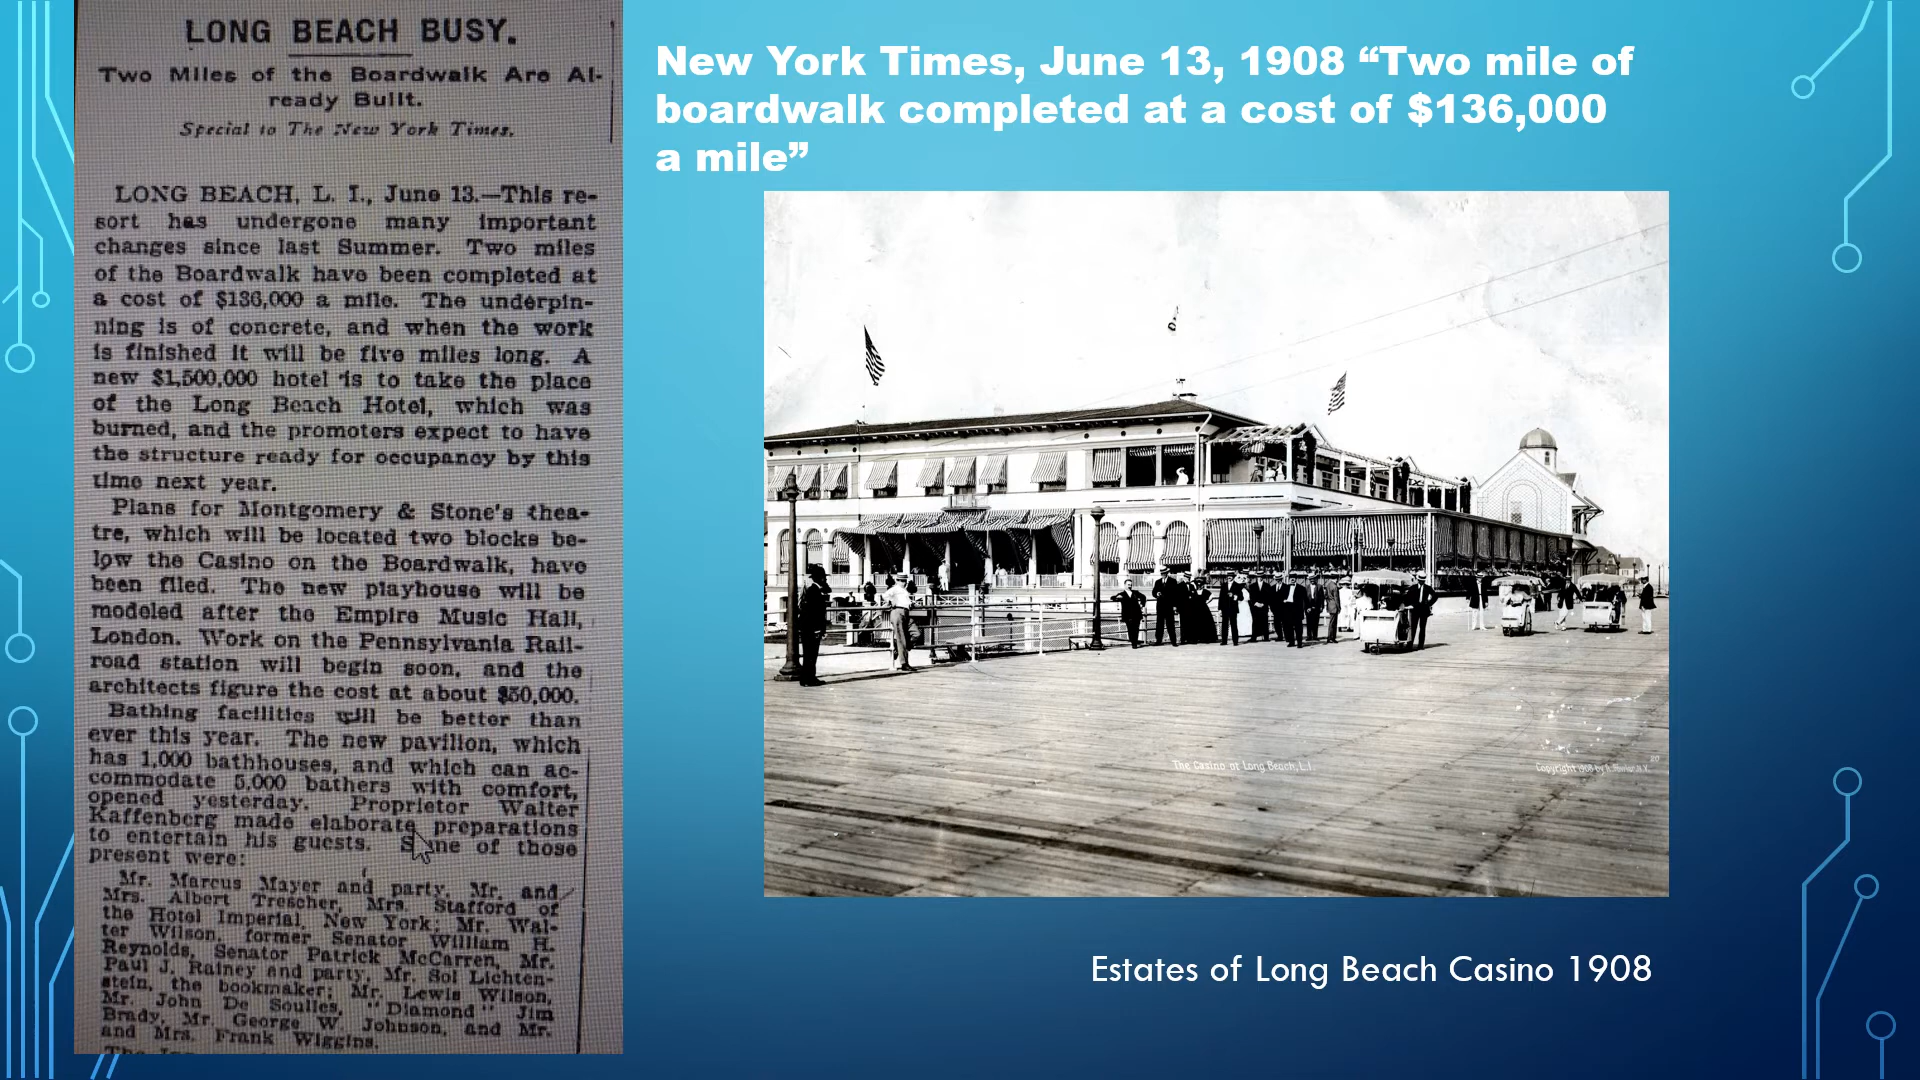 LONG BEACH BUSY.
Two Miles of the Boardwalk Are Al-
ready Built.
Special to The New York Times.
LONG BEACH, L. I., June 13.—This re-
sort has undergone many important
changes since last Summer. Two miles
of the Boardwalk have been completed at
a cost of $136,000 a mile. The underpin-
ning is of concrete, and when the work
is finished it will be five miles long. A
new $1,500,000 hotel is to take the place
of the Long Beach Hotel, which was
burned, and the promoters expect to have
the structure ready for occupancy by this
time next year.
Plans for Montgomery & Stone's thea-
tre, which will be located two blocks be-
low the Casino on the Boardwalk, have
been filed. The new playhouse will be
modeled after the Empire Music Hall,
London. Work on the Pennsylvania Rail-
road station will begin soon, and the
architects figure the cost at about $50,000.
Bathing facilities will be better than
ever this year. The new pavilion, which
has 1,000 bathhouses, and which can ac-
commodate 5,000 bathers with comfort,
opened yesterday. Proprietor Walter
Kaffenberg made elaborate preparations
to entertain his guests. Some of those
present were:
Mr. Marcus Mayer and party, Mr. and
Mrs. Albert Trescher, Mrs. Stafford of
the Hotel Imperial, New York; Mr. Wal-
ter Wilson, former Senator William H.
Reynolds, Senator Patrick McCarren, Mr.
Paul J. Rainey and party, Mr. Sol Lichten-
stein, the bookmaker; Mr. Lewis Wilson,
Mr. John De Soulles, "Diamond" Jim
Brady, Mr. George W. Johnson, and Mr.
and Mrs. Frank Wiggins.
New York Times, June 13, 1908 “Two mile of
boardwalk completed at a cost of $136,000
a mile”
The Casino at Long Beach, L.I.
Copyright 1908 by
Estates of Long Beach Casino 1908